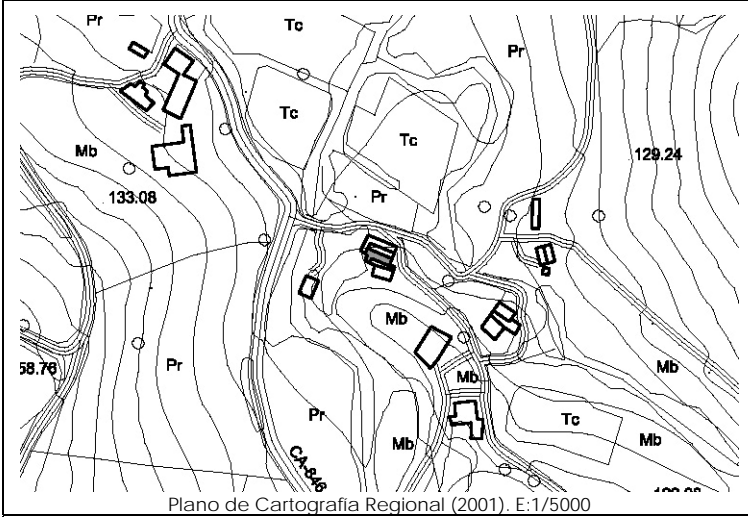 Pr
Tc
Pr
Tc
Tc
Mb
129.24
133.08
Pr
Mb
58.76
Pr
Mb
Mb
Pr
Tc
Mb
Mb
CA-846
Plano de Cartografía Regional (2001). E:1/5000